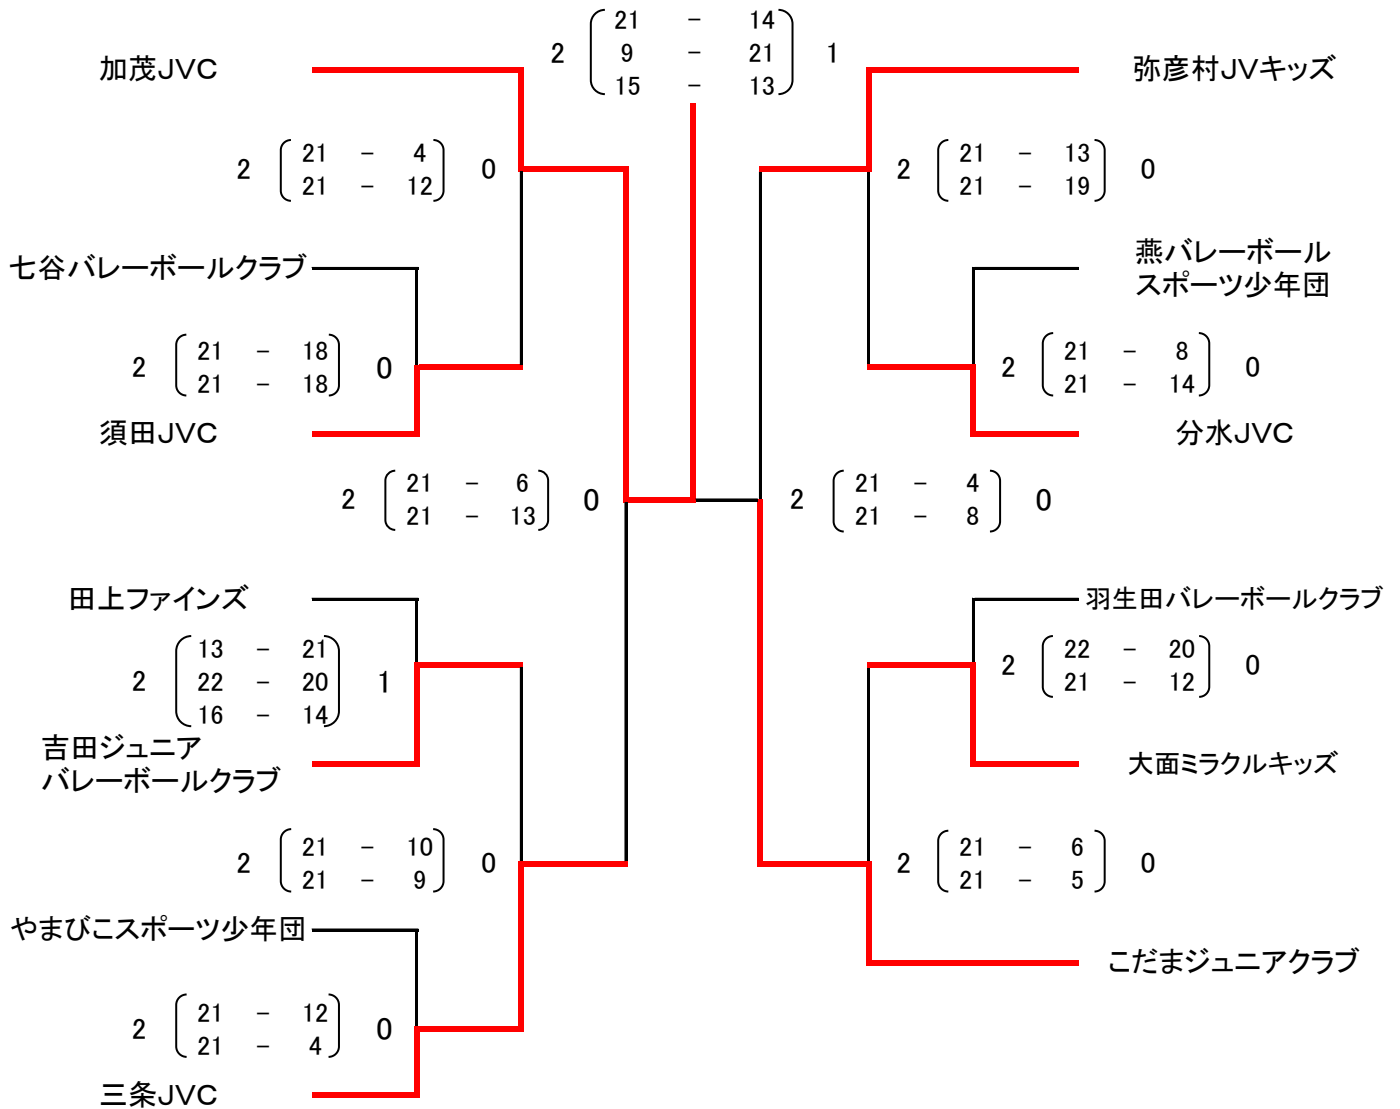 21 - 14
2 9 - 21 1
15 - 13
加茂JVC
弥彦村JVキッズ
21 - 4
2 0
21 - 12
21 - 13
2 0
21 - 19
七谷バレーボールクラブ
燕バレーボール
スポーツ少年団
21 - 18
2 0
21 - 18
21 - 8
2 0
21 - 14
須田JVC
分水JVC
21 - 6
2 0
21 - 13
21 - 4
2 0
21 - 8
田上ファインズ
羽生田バレーボールクラブ
13 - 21
2 22 - 20 1
16 - 14
22 - 20
2 0
21 - 12
吉田ジュニア
バレーボールクラブ
大面ミラクルキッズ
21 - 10
2 0
21 - 9
21 - 6
2 0
21 - 5
やまびこスポーツ少年団
こだまジュニアクラブ
21 - 12
2 0
21 - 4
三条JVC